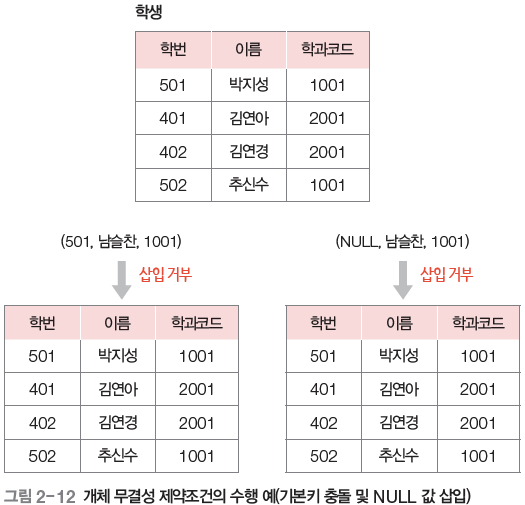 학생
학번 이름 학과코드
501 박지성 1001
401 김연아 2001
402 김연경 2001
502 추신수 1001
(501, 남슬찬, 1001)
삽입 거부
학번 이름 학과코드
501 박지성 1001
401 김연아 2001
402 김연경 2001
502 추신수 1001
(NULL, 남슬찬, 1001)
삽입 거부
학번 이름 학과코드
501 박지성 1001
401 김연아 2001
402 김연경 2001
502 추신수 1001
그림 2-12 개체 무결성 제약조건의 수행 예(기본키 충돌 및 NULL 값 삽입)